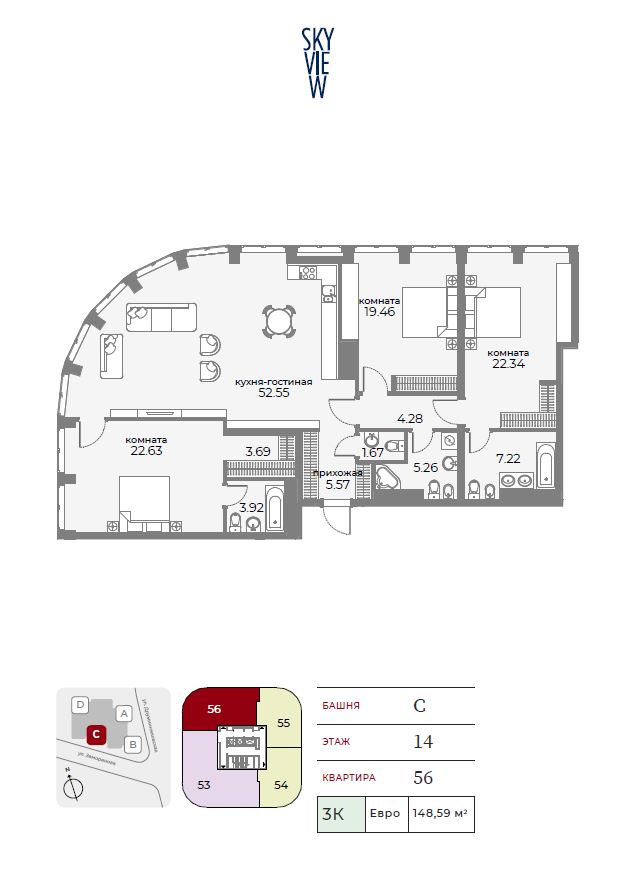 SKY
VIE
W
комната
19.46
комната
22.34
кухня-гостиная
52.55
4.28
комната
22.63
3.69
1.67
5.26
7.22
прихожая
5.57
3.92
56
55
53
54
D
A
C
B
ул. Дружинниковская
ул. Заморенова
N
БАШНЯ C
ЭТАЖ 14
КВАРТИРА 56
3К Евро 148,59 м²